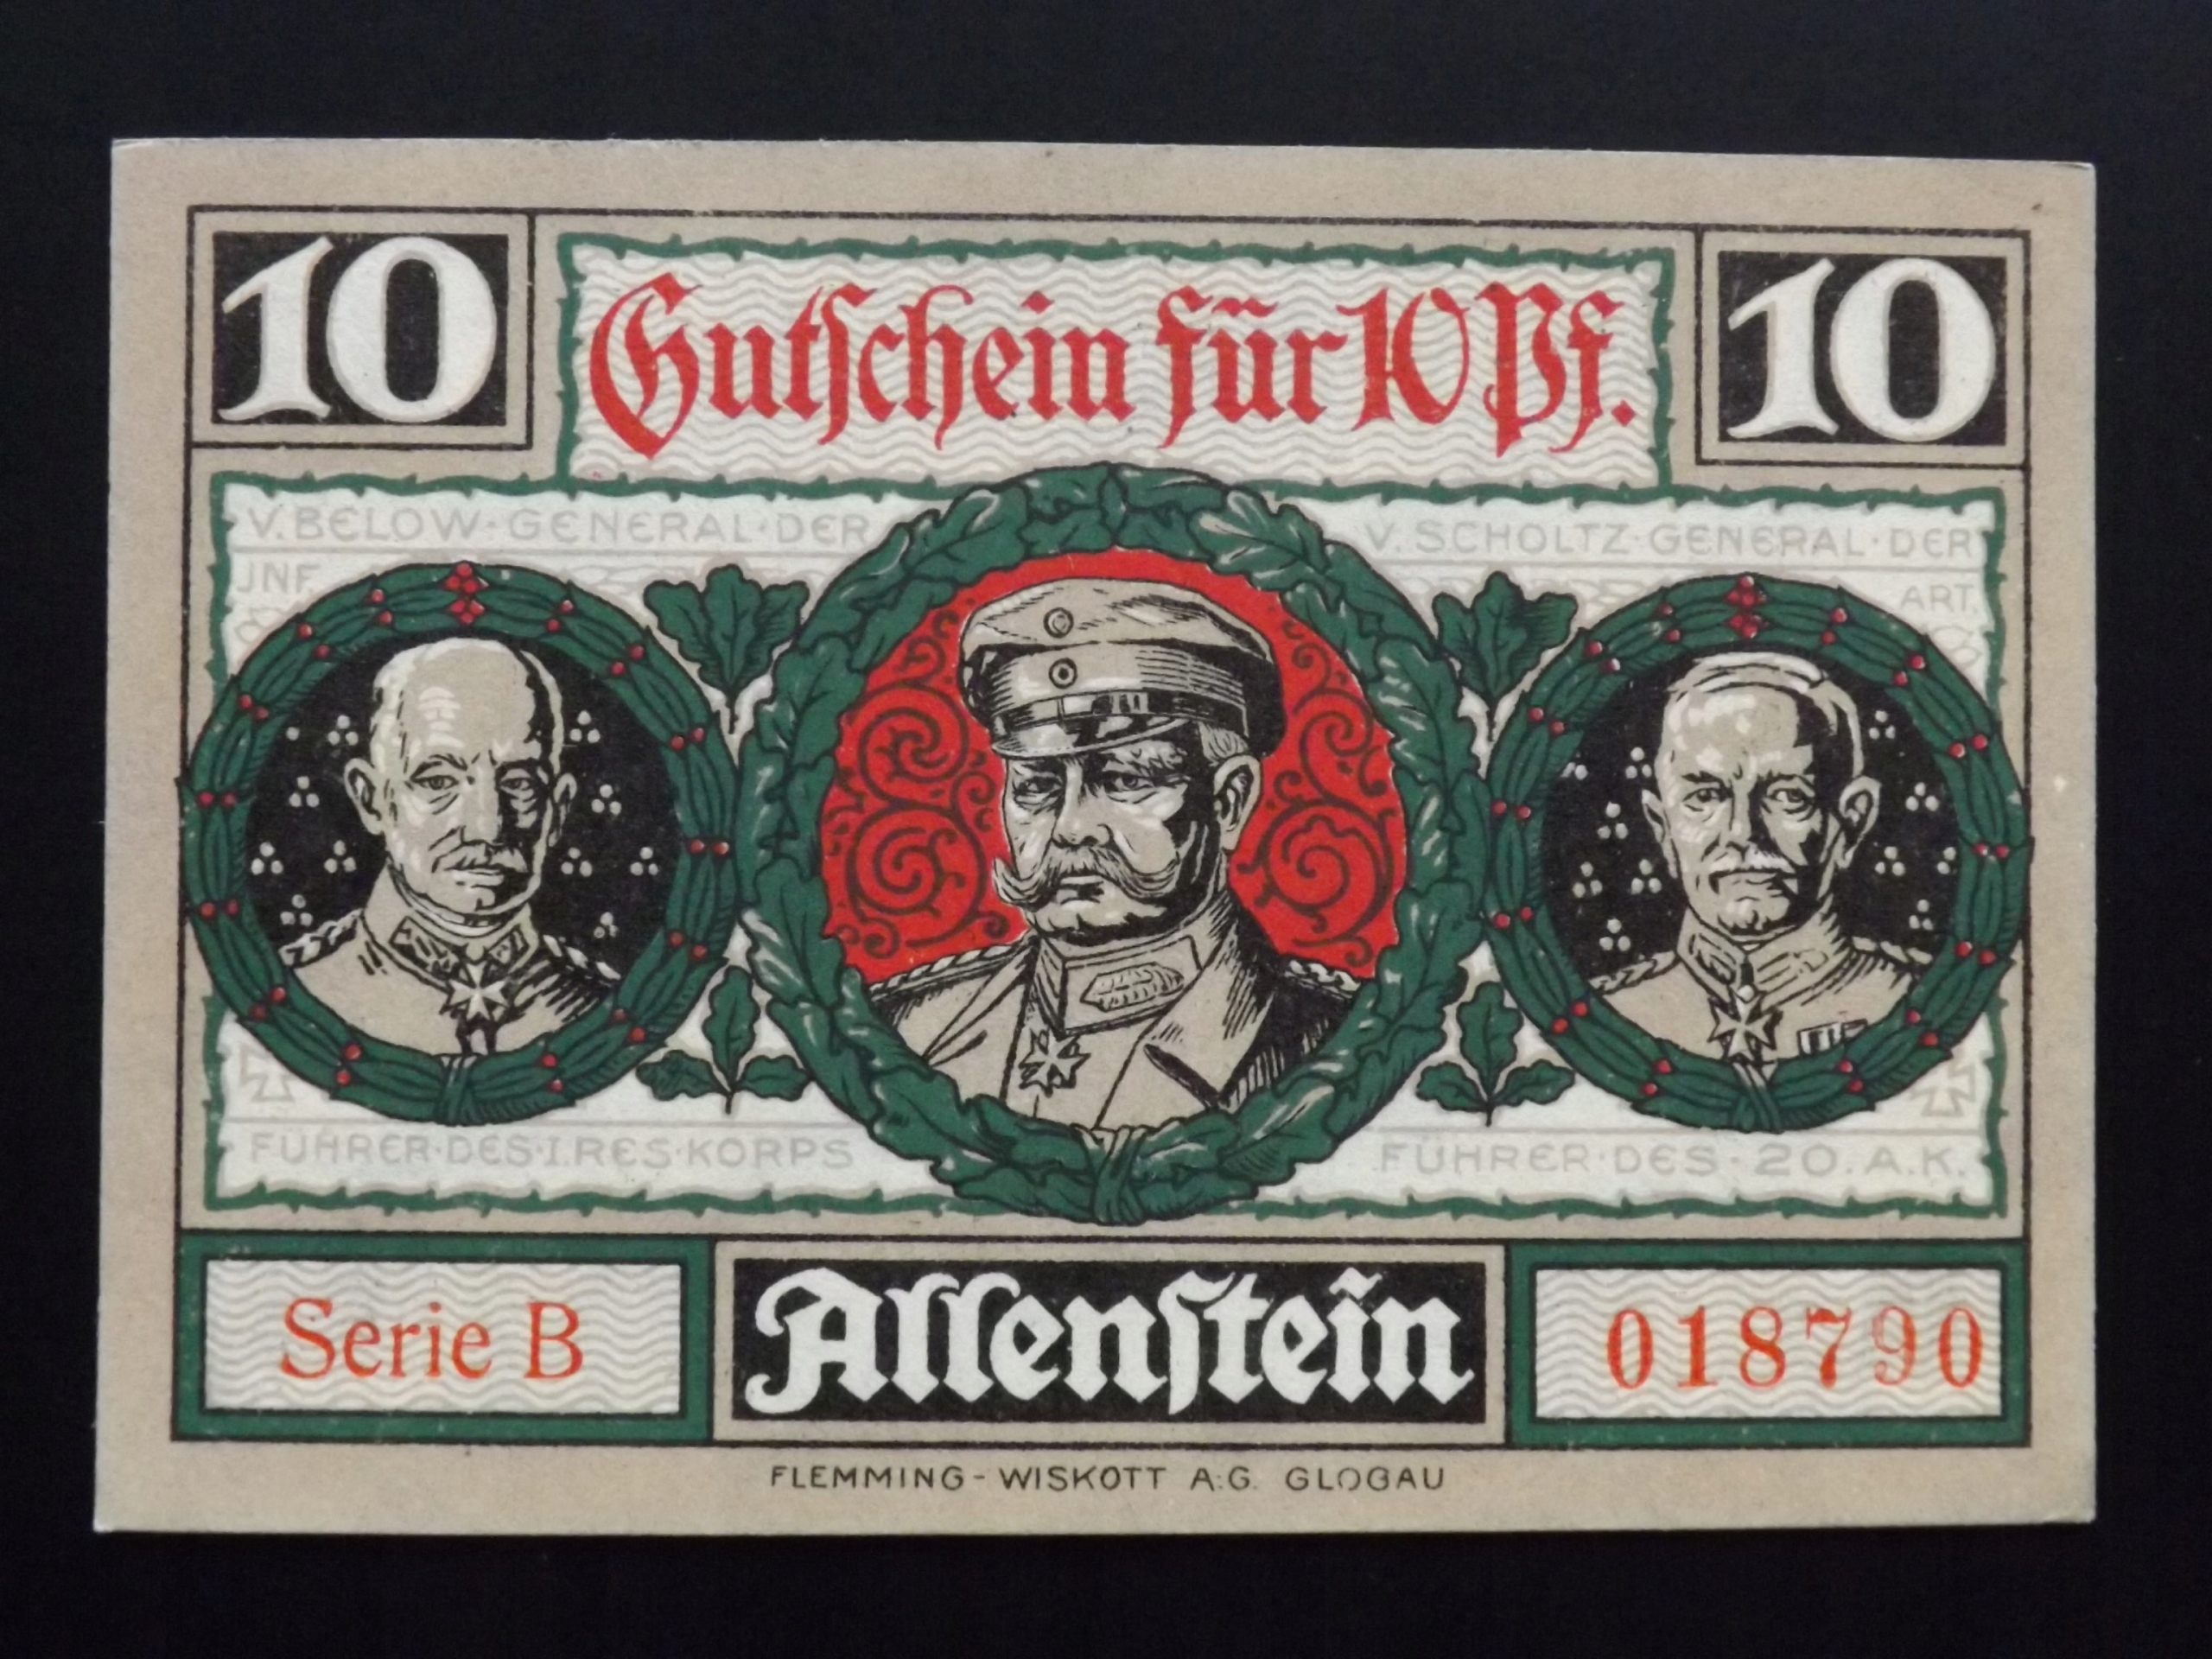 10
Gutschein für 10 Pf.
10
V. BELOW·GENERAL·DER
JNF.
V. SCHOLTZ·GENERAL·DER
ART.
FÜHRER·DES·I.RES·KORPS
FÜHRER·DES·20.A.K.
Serie B
Allenstein
018790
FLEMMING-WISKOTT A.G. GLOGAU